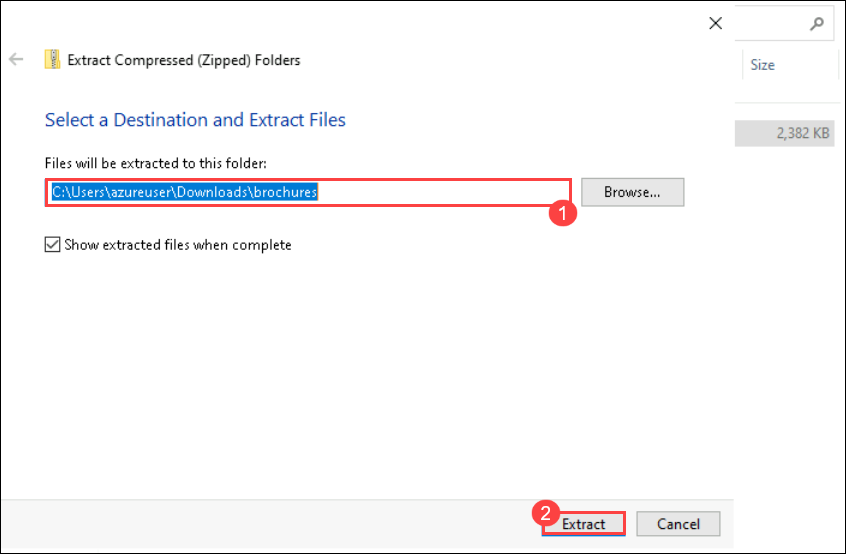 Extract Compressed (Zipped) Folders
Size
Select a Destination and Extract Files
2,382 KB
Files will be extracted to this folder:
C:\Users\azureuser\Downloads\brochures
Browse...
1
Show extracted files when complete
2
Extract
Cancel